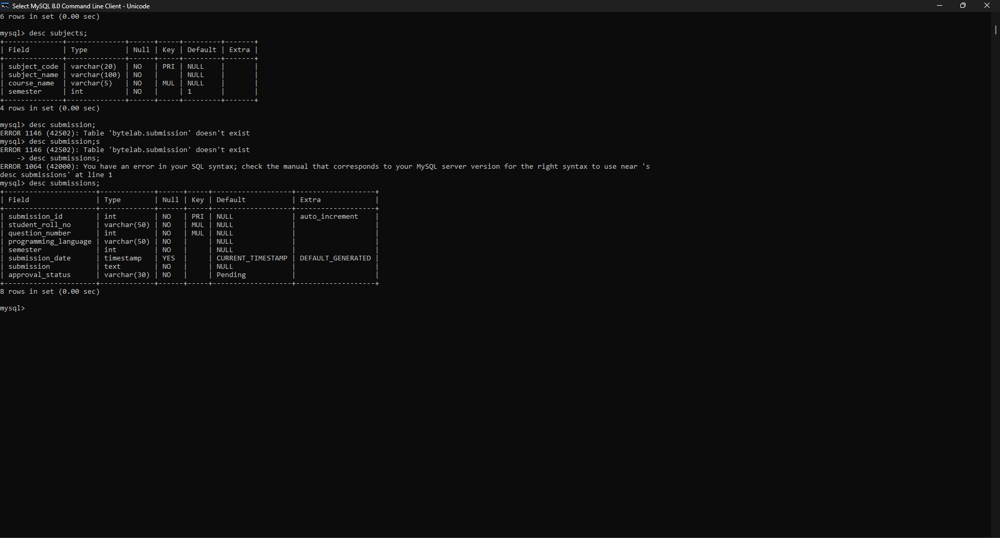 Select MySQL 8.0 Command Line Client - Unicode
6 rows in set (0.00 sec)
mysql> desc subjects;
+--------------+--------------+------+-----+---------+-------+
| Field        | Type         | Null | Key | Default | Extra |
+--------------+--------------+------+-----+---------+-------+
| subject_code | varchar(20)  | NO   | PRI | NULL    |       |
| subject_name | varchar(100) | NO   |     | NULL    |       |
| course_name  | varchar(5)   | NO   | MUL | NULL    |       |
| semester     | int          | NO   |     | 1       |       |
+--------------+--------------+------+-----+---------+-------+
4 rows in set (0.00 sec)
mysql> desc submission;
ERROR 1146 (42S02): Table 'bytelab.submission' doesn't exist
mysql> desc submission;s
ERROR 1146 (42S02): Table 'bytelab.submission' doesn't exist
    -> desc submissions;
ERROR 1064 (42000): You have an error in your SQL syntax; check the manual that corresponds to your MySQL server version for the right syntax to use near 's
desc submissions' at line 1
mysql> desc submissions;
+----------------------+-------------+------+-----+-------------------+-------------------+
| Field                | Type        | Null | Key | Default           | Extra             |
+----------------------+-------------+------+-----+-------------------+-------------------+
| submission_id        | int         | NO   | PRI | NULL              | auto_increment    |
| student_roll_no      | varchar(50) | NO   | MUL | NULL              |                   |
| question_number      | int         | NO   | MUL | NULL              |                   |
| programming_language | varchar(50) | NO   |     | NULL              |                   |
| semester             | int         | NO   |     | NULL              |                   |
| submission_date      | timestamp   | YES  |     | CURRENT_TIMESTAMP | DEFAULT_GENERATED |
| submission           | text        | NO   |     | NULL              |                   |
| approval_status      | varchar(30) | NO   |     | Pending           |                   |
+----------------------+-------------+------+-----+-------------------+-------------------+
8 rows in set (0.00 sec)
mysql>